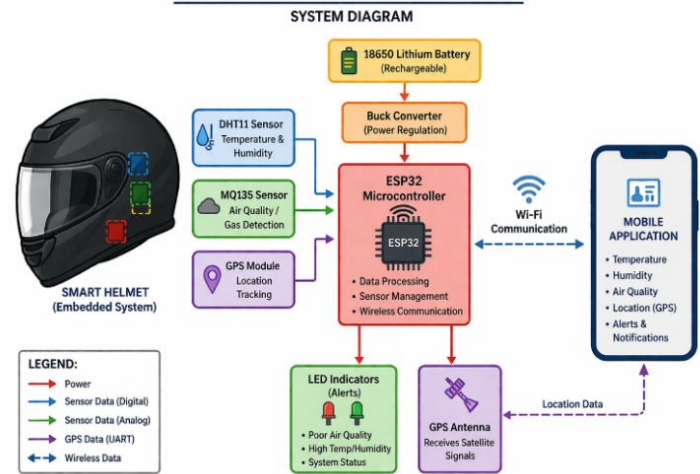 SYSTEM DIAGRAM
18650 Lithium Battery
(Rechargeable)
Buck Converter
(Power Regulation)
DHT11 Sensor
Temperature &
Humidity
MQ135 Sensor
Air Quality /
Gas Detection
GPS Module
Location
Tracking
ESP32
Microcontroller
ESP32
• Data Processing
• Sensor Management
• Wireless Communication
Wi-Fi
Communication
MOBILE
APPLICATION
• Temperature
• Humidity
• Air Quality
• Location (GPS)
• Alerts &
Notifications
SMART HELMET
(Embedded System)
LEGEND:
Power
Sensor Data (Digital)
Sensor Data (Analog)
GPS Data (UART)
Wireless Data
LED Indicators
(Alerts)
• Poor Air Quality
• High Temp/Humidity
• System Status
GPS Antenna
Receives Satellite
Signals
Location Data